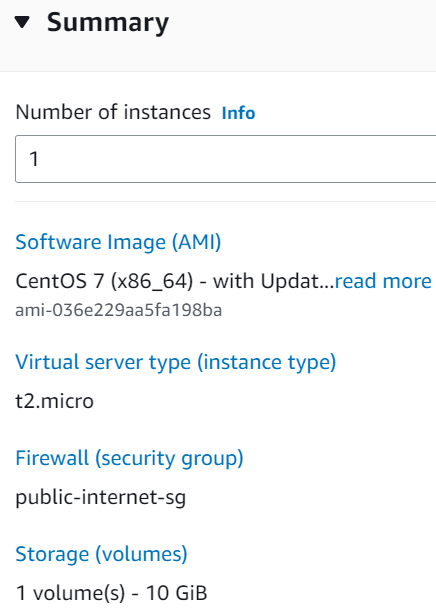 Summary
Number of instances Info
1
Software Image (AMI)
CentOS 7 (x86_64) - with Updat...read more
ami-036e229aa5fa198ba
Virtual server type (instance type)
t2.micro
Firewall (security group)
public-internet-sg
Storage (volumes)
1 volume(s) - 10 GiB